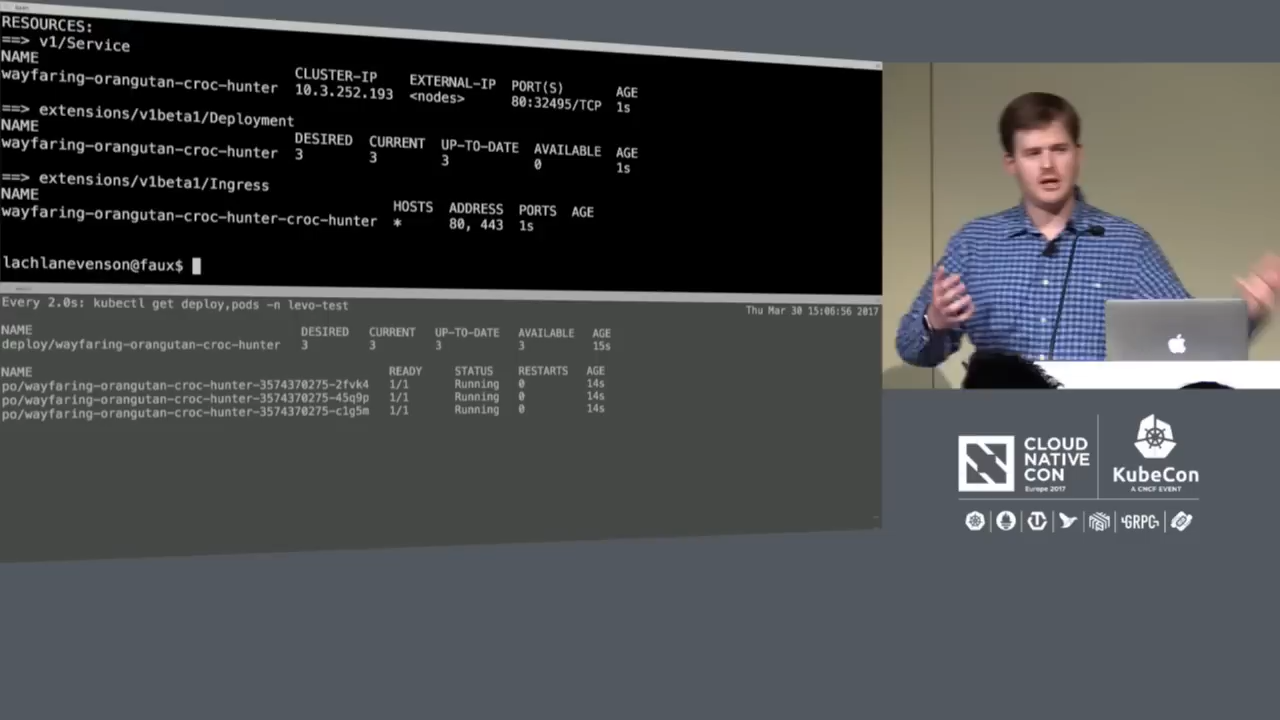 RESOURCES:
==> v1/Service
NAME CLUSTER-IP EXTERNAL-IP PORT(S) AGE
wayfaring-orangutan-croc-hunter 10.3.252.193 <nodes> 80:32495/TCP 1s
==> extensions/v1beta1/Deployment
NAME DESIRED CURRENT UP-TO-DATE AVAILABLE AGE
wayfaring-orangutan-croc-hunter 3 3 3 0 1s
==> extensions/v1beta1/Ingress
NAME HOSTS ADDRESS PORTS AGE
wayfaring-orangutan-croc-hunter-croc-hunter * 80, 443 1s
lachlanevenson@faux$
Every 2.0s: kubectl get deploy,pods -n levo-test Thu Mar 30 15:06:56 2017
NAME DESIRED CURRENT UP-TO-DATE AVAILABLE AGE
deploy/wayfaring-orangutan-croc-hunter 3 3 3 3 15s
NAME READY STATUS RESTARTS AGE
po/wayfaring-orangutan-croc-hunter-3574370275-2fvk4 1/1 Running 0 14s
po/wayfaring-orangutan-croc-hunter-3574370275-45q9p 1/1 Running 0 14s
po/wayfaring-orangutan-croc-hunter-3574370275-c1g5m 1/1 Running 0 14s
CLOUD
NATIVE
CON
Europe 2017
KubeCon
A CNCF EVENT
GRPC